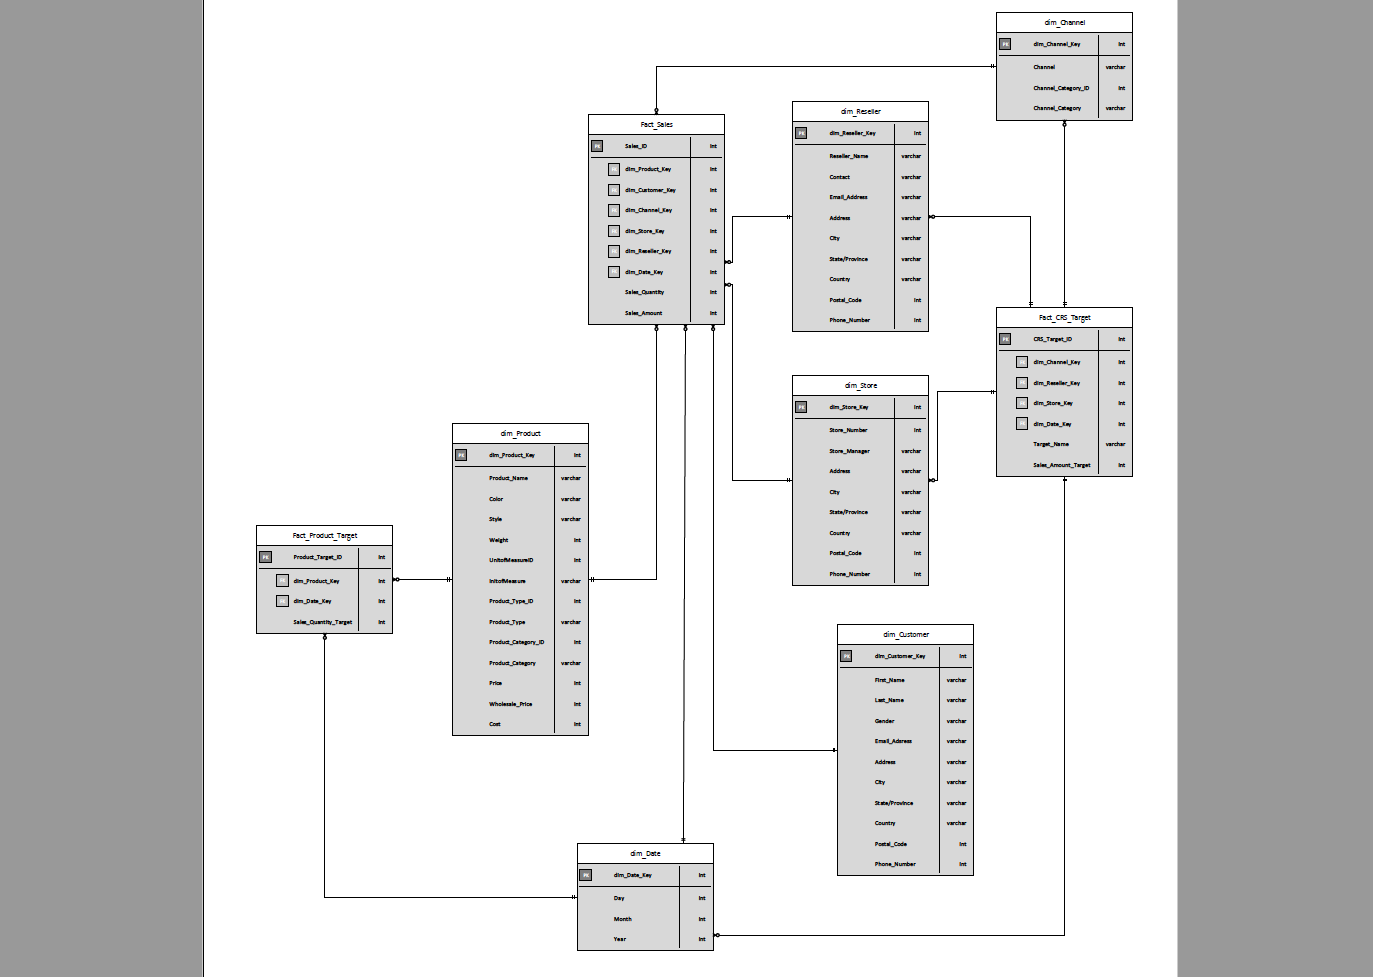 dim_Channel
PK dim_Channel_Key int
Channel varchar
Channel_Category_ID int
Channel_Category varchar
dim_Reseller
PK dim_Reseller_Key int
Reseller_Name varchar
Contact varchar
Email_Address varchar
Address varchar
City varchar
State/Province varchar
Country varchar
Postal_Code int
Phone_Number int
Fact_Sales
PK Sales_ID int
dim_Product_Key int
dim_Customer_Key int
dim_Channel_Key int
dim_Store_Key int
dim_Reseller_Key int
dim_Date_Key int
Sales_Quantity int
Sales_Amount int
Fact_CRS_Target
PK CRS_Target_ID int
dim_Channel_Key int
dim_Reseller_Key int
dim_Store_Key int
dim_Date_Key int
Target_Name varchar
Sales_Amount_Target int
dim_Store
PK dim_Store_Key int
Store_Number int
Store_Manager varchar
Address varchar
City varchar
State/Province varchar
Country varchar
Postal_Code int
Phone_Number int
dim_Product
PK dim_Product_Key int
Product_Name varchar
Color varchar
Style varchar
Weight int
UnitofMeasureID int
InitofMeasure varchar
Product_Type_ID int
Product_Type varchar
Product_Category_ID int
Product_Category varchar
Price int
Wholesale_Price int
Cost int
Fact_Product_Target
PK Product_Target_ID int
dim_Product_Key int
dim_Date_Key int
Sales_Quantity_Target int
dim_Customer
PK dim_Customer_Key int
First_Name varchar
Last_Name varchar
Gender varchar
Email_Adsress varchar
Address varchar
City varchar
State/Province varchar
Country varchar
Postal_Code int
Phone_Number int
dim_Date
PK dim_Date_Key int
Day int
Month int
Year int